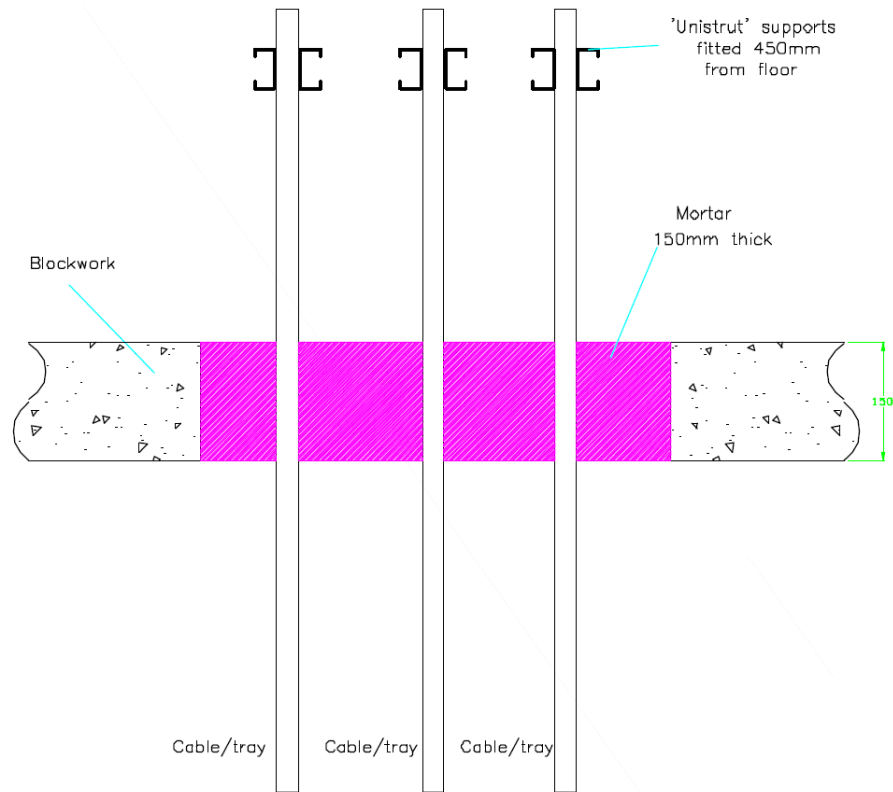 'Unistrut' supports
fitted 450mm
from floor
Mortar
150mm thick
Blockwork
150
Cable/tray
Cable/tray
Cable/tray